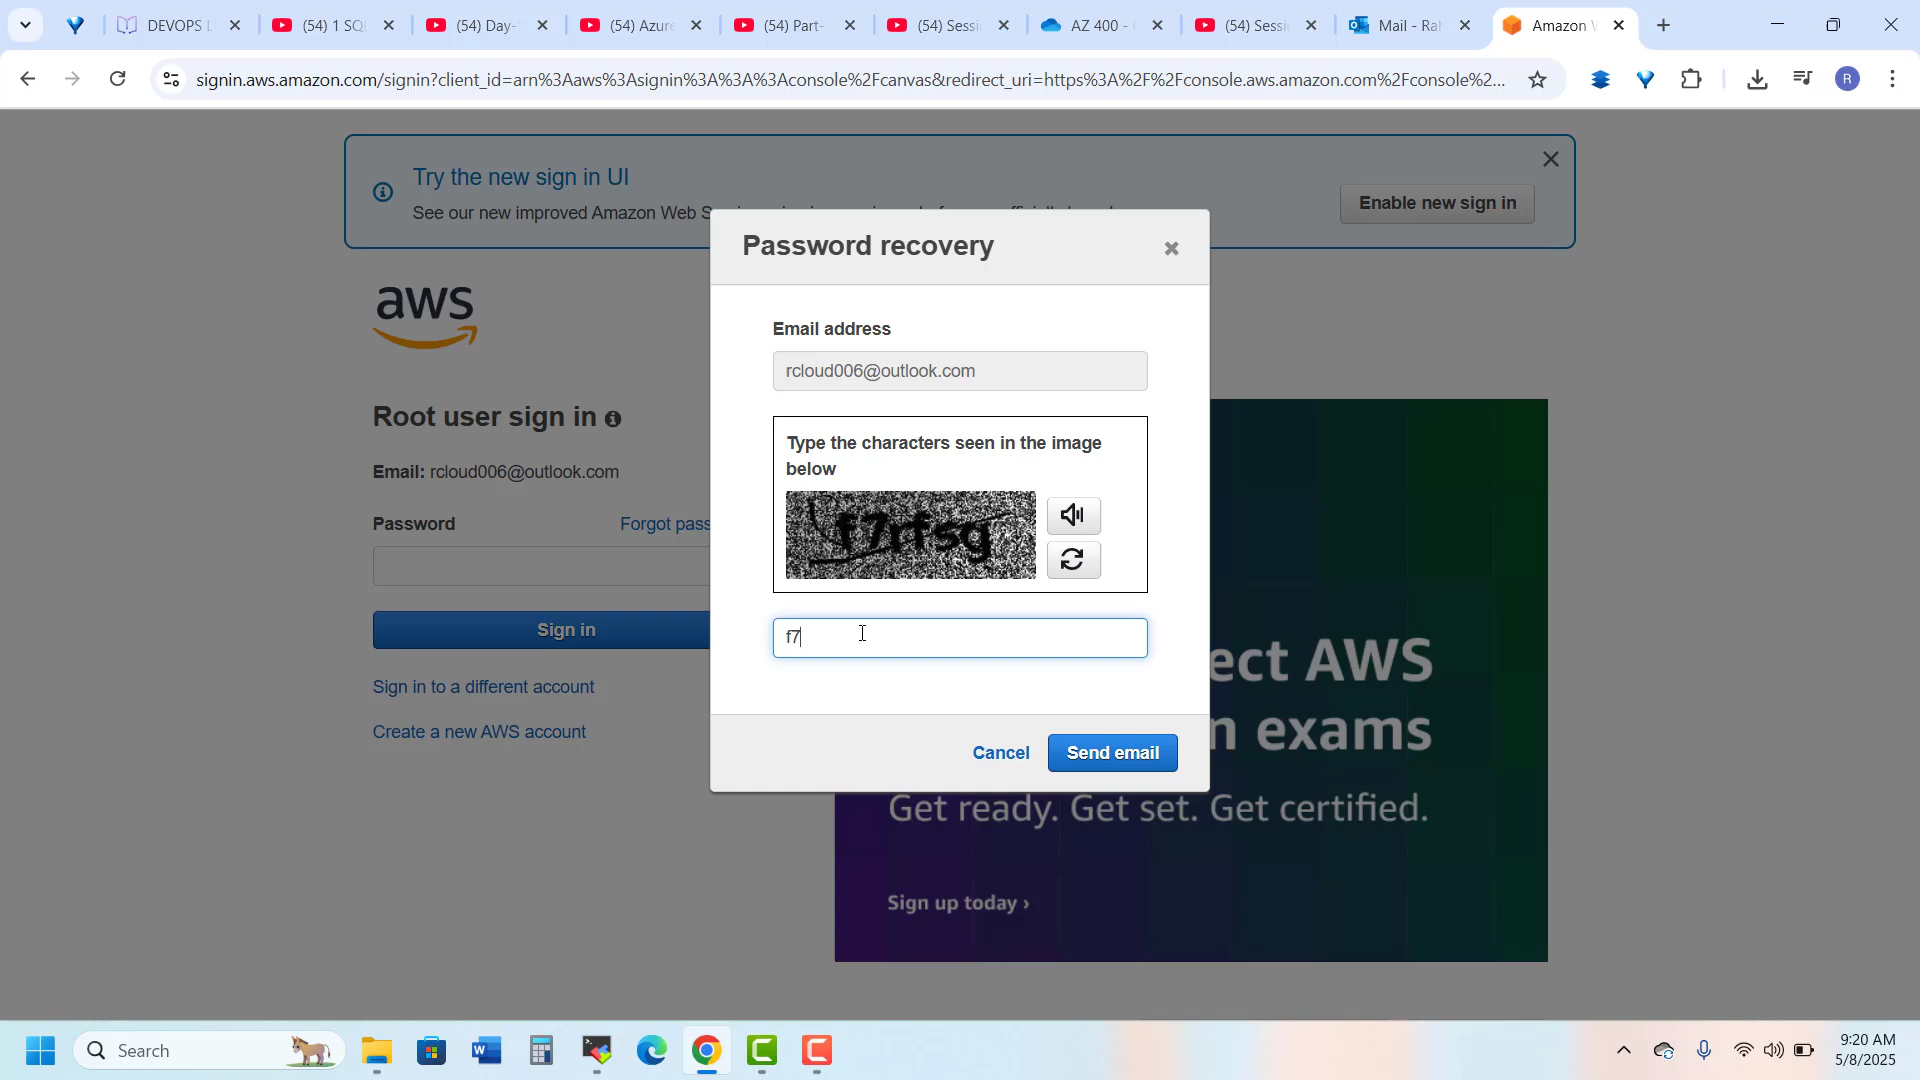 DEVOPS L
(54) 1 SQ
(54) Day-
(54) Azure
(54) Part-
(54) Sessi
AZ 400 -
(54) Sessi
Mail - Rah
Amazon W
signin.aws.amazon.com/signin?client_id=arn%3Aaws%3Asignin%3A%3A%3Aconsole%2Fcanvas&redirect_uri=https%3A%2F%2Fconsole.aws.amazon.com%2Fconsole%2...
R
Try the new sign in UI
See our new improved Amazon Web S
Enable new sign in
aws
Root user sign in
Email: rcloud006@outlook.com
Password
Forgot pass
Sign in
Sign in to a different account
Create a new AWS account
Password recovery
Email address
rcloud006@outlook.com
Type the characters seen in the image
below
f7rfsg
f7
Cancel
Send email
ect AWS
n exams
Get ready. Get set. Get certified.
Sign up today ›
Search
9:20 AM
5/8/2025